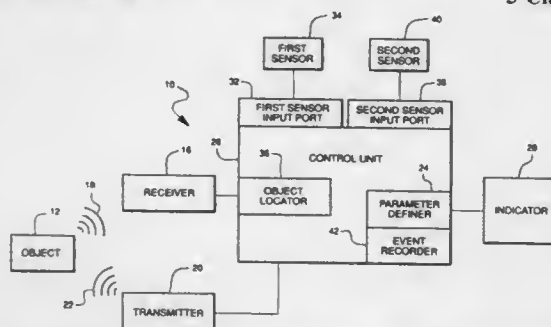 34
40
FIRST
SENSOR
SECOND
SENSOR
10
32
38
FIRST SENSOR
INPUT PORT
SECOND SENSOR
INPUT PORT
26
CONTROL UNIT
16
36
24
28
18
RECEIVER
OBJECT
LOCATOR
PARAMETER
DEFINER
INDICATOR
12
OBJECT
42
EVENT
RECORDER
20
22
TRANSMITTER